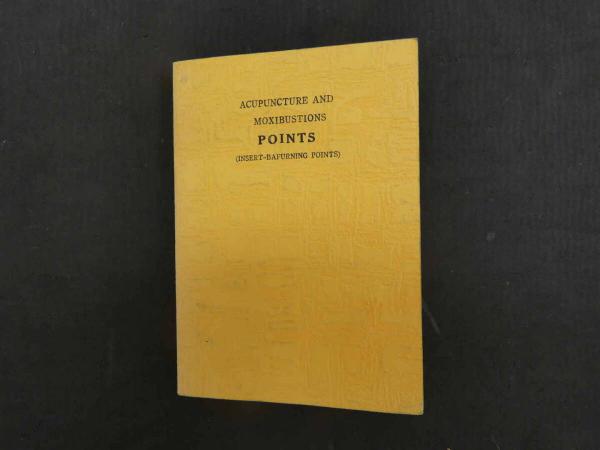 ACUPUNCTURE AND
MOXIBUSTIONS
POINTS
(INSERT-BAFURNING POINTS)